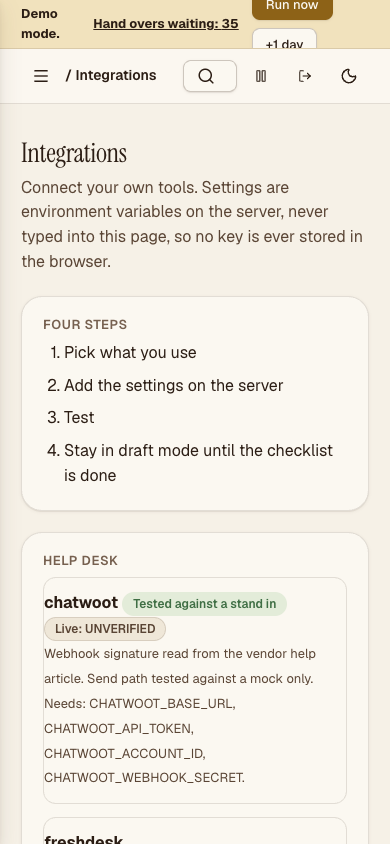 Demo mode.
Hand overs waiting: 35
Run now
+1 day
/ Integrations
Integrations
Connect your own tools. Settings are
environment variables on the server, never
typed into this page, so no key is ever stored in
the browser.
FOUR STEPS
1. Pick what you use
2. Add the settings on the server
3. Test
4. Stay in draft mode until the checklist
is done
HELP DESK
chatwoot Tested against a stand in
Live: UNVERIFIED
Webhook signature read from the vendor help
article. Send path tested against a mock only.
Needs: CHATWOOT_BASE_URL,
CHATWOOT_API_TOKEN,
CHATWOOT_ACCOUNT_ID,
CHATWOOT_WEBHOOK_SECRET.
freshdesk